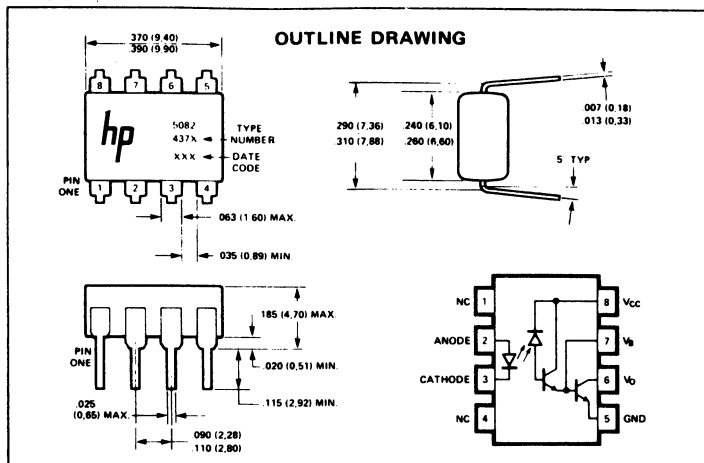 OUTLINE DRAWING
.370 (9,40)
.390 (9,90)
8 7 6 5
hp
5082
437X
XXX
TYPE
NUMBER
DATE
CODE
PIN
ONE
1 2 3 4
.063 (1.60) MAX.
.035 (0,89) MIN.
.290 (7,36)
.310 (7,88)
.240 (6,10)
.260 (6,60)
.007 (0,18)
.013 (0,33)
5 TYP
PIN
ONE
.185 (4,70) MAX.
.020 (0,51) MIN.
.115 (2,92) MIN.
.025
(0,65) MAX.
.090 (2,28)
.110 (2,80)
NC 1 8 VCC
ANODE 2 7 VB
CATHODE 3 6 VO
NC 4 5 GND